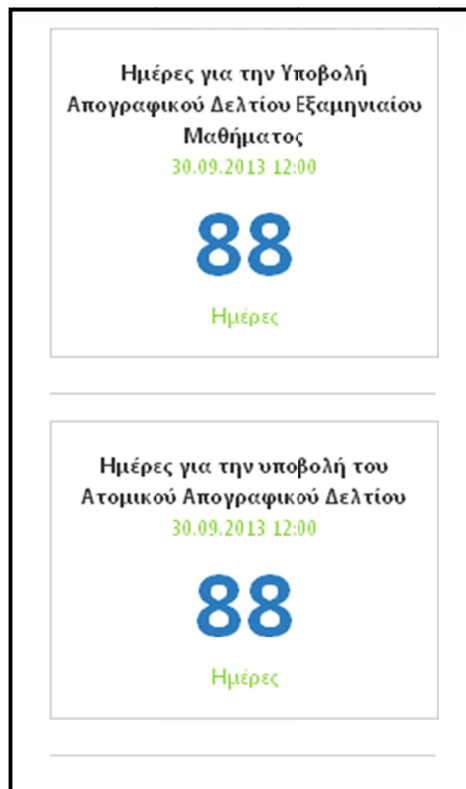 Ημέρες για την Υποβολή
Απογραφικού Δελτίου Εξαμηνιαίου
Μαθήματος
30.09.2013 12:00
88
Ημέρες
Ημέρες για την υποβολή του
Ατομικού Απογραφικού Δελτίου
30.09.2013 12:00
88
Ημέρες